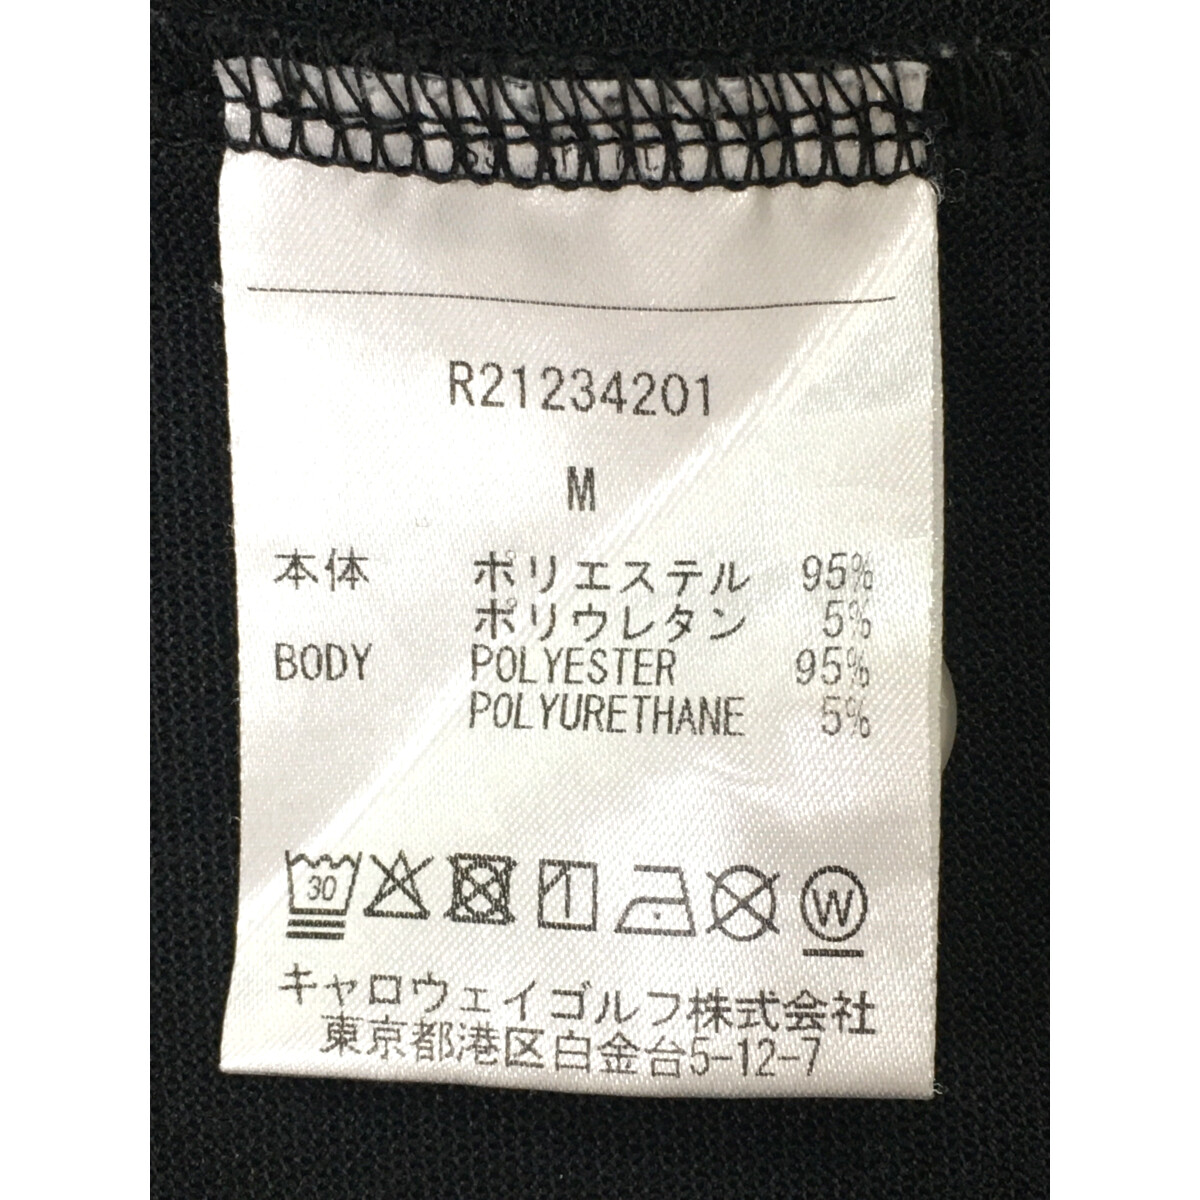 R21234201
M
本体 ポリエステル 95%
ポリウレタン 5%
BODY POLYESTER 95%
POLYURETHANE 5%
30 W
キャロウェイゴルフ株式会社
東京都港区白金台5-12-7